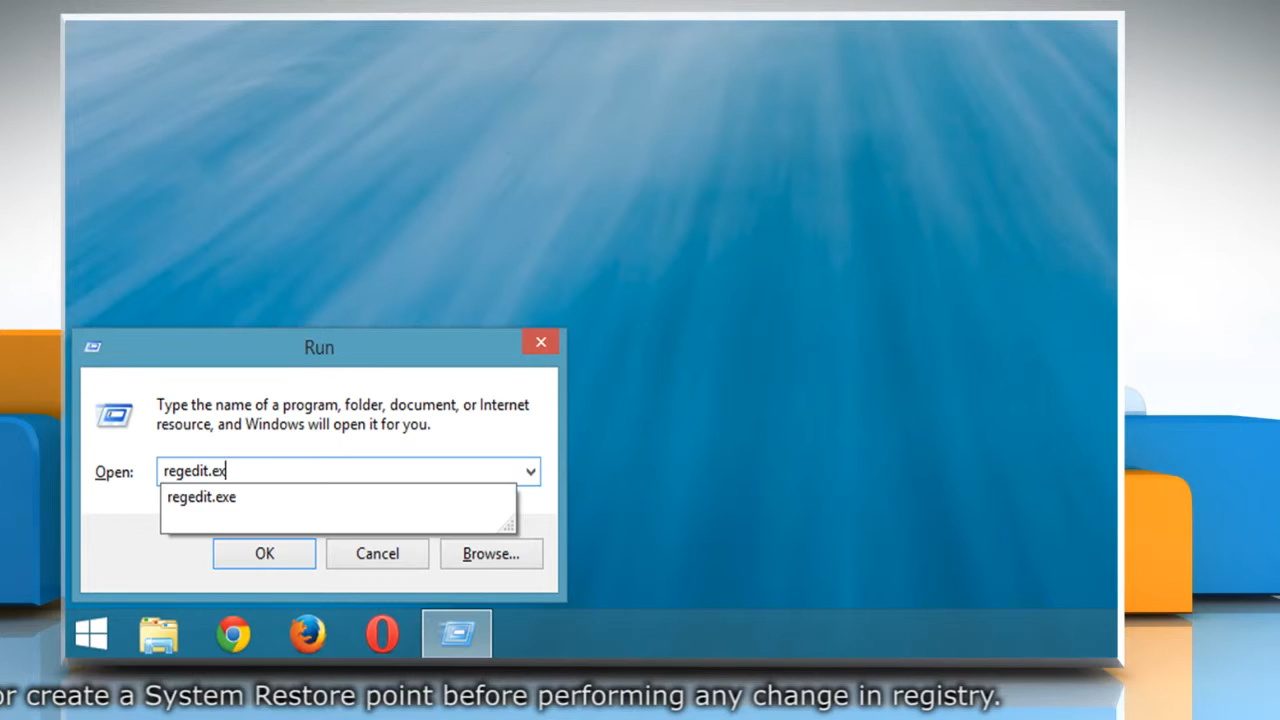 Run
Type the name of a program, folder, document, or Internet
resource, and Windows will open it for you.
Open: regedit.ex
regedit.exe
OK Cancel Browse...
or create a System Restore point before performing any change in registry.